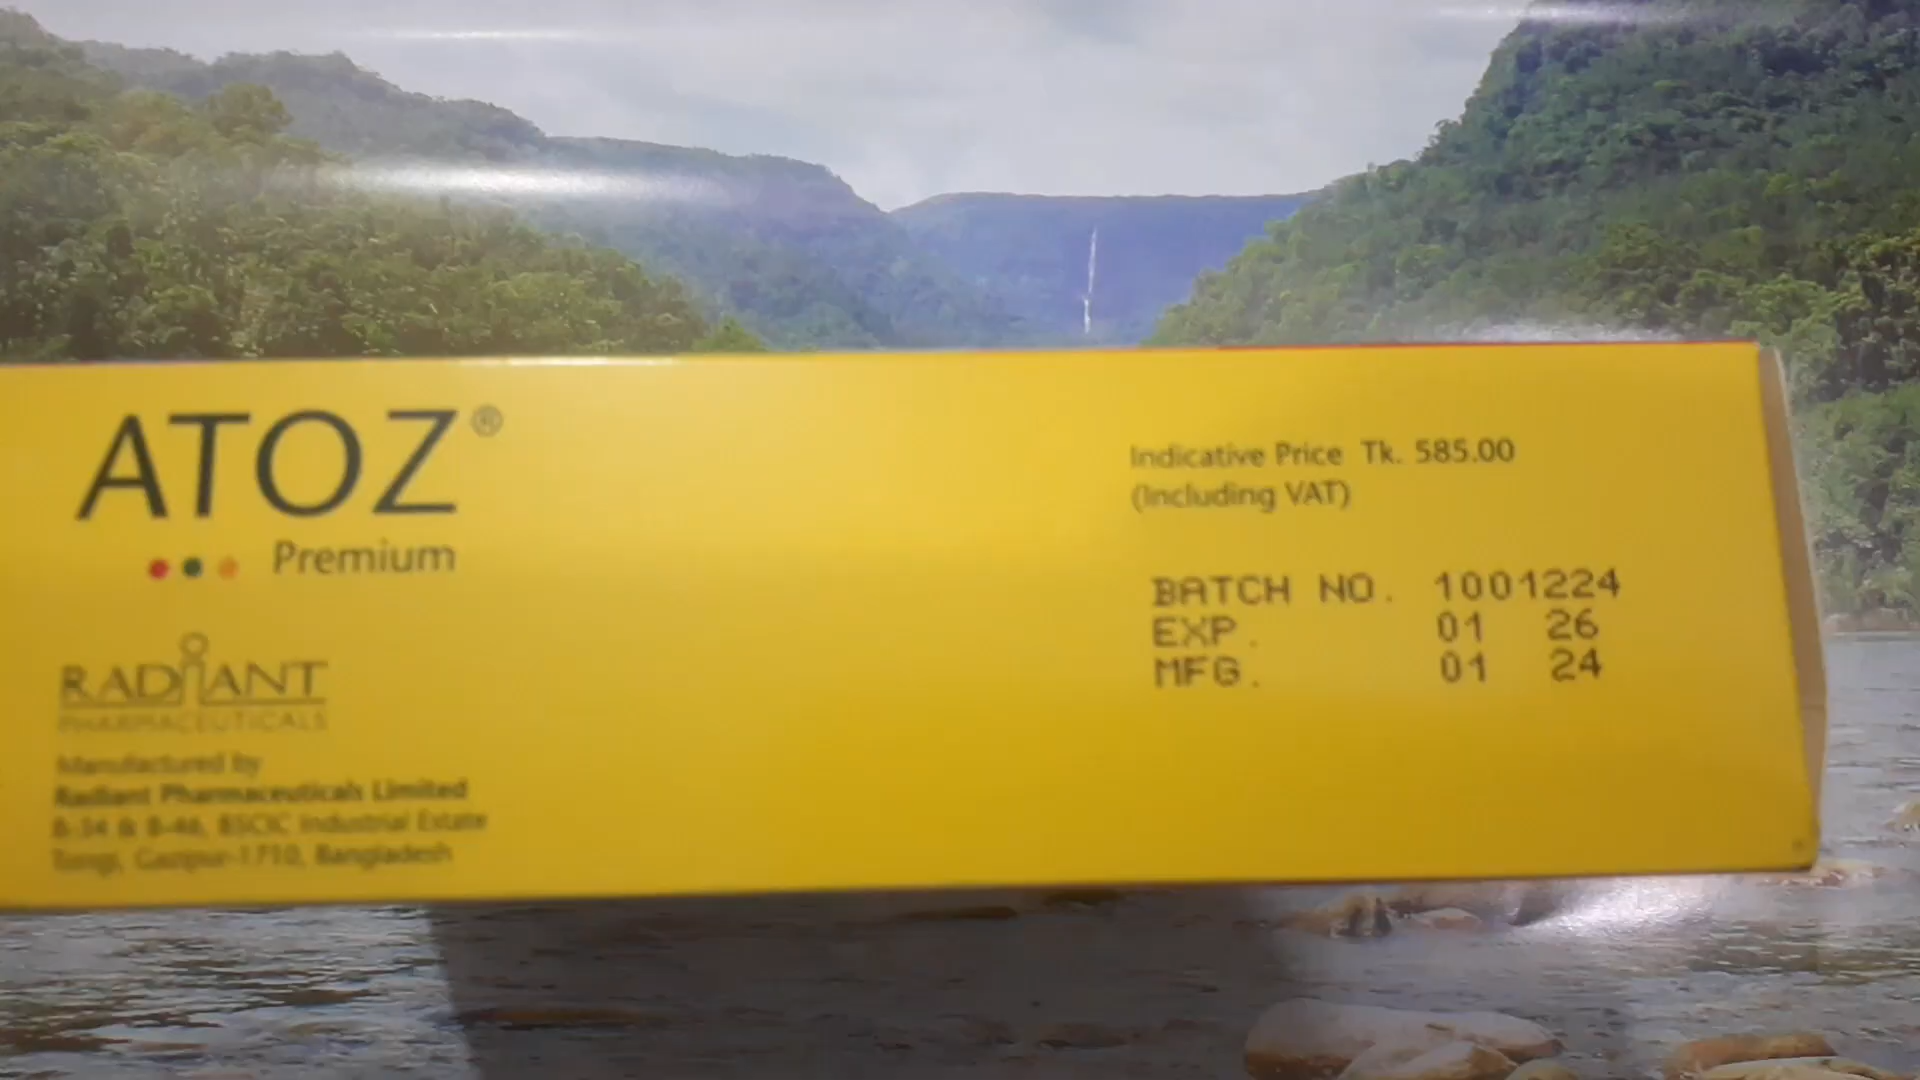 ATOZ®
Premium
RADiANT
PHARMACEUTICALS
Manufactured by
Radiant Pharmaceuticals Limited
B-34 & B-46, BSCIC Industrial Estate
Tongi, Gazipur-1710, Bangladesh
Indicative Price Tk. 585.00
(Including VAT)
BATCH NO. 1001224
EXP. 01 26
MFG. 01 24